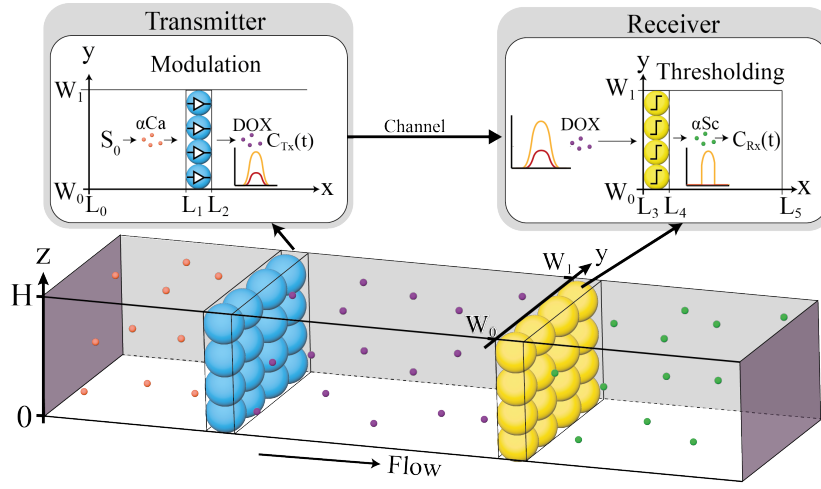 Transmitter
Modulation
y
W1
S0
αCa
DOX
CTx(t)
W0
L0
L1
L2
x
Channel
Receiver
Thresholding
y
W1
DOX
αSc
CRx(t)
W0
L3
L4
L5
x
z
H
0
W0
W1
y
Flow